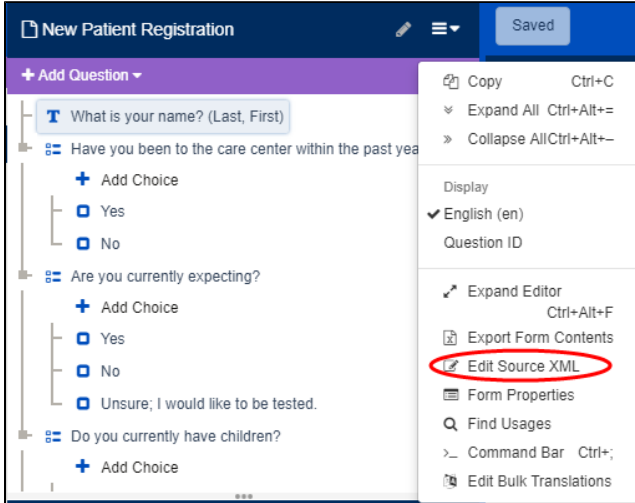 New Patient Registration
Saved
+ Add Question
T What is your name? (Last, First)
Have you been to the care center within the past yea
+ Add Choice
Yes
No
Are you currently expecting?
+ Add Choice
Yes
No
Unsure; I would like to be tested.
Do you currently have children?
+ Add Choice
Copy Ctrl+C
Expand All Ctrl+Alt+=
Collapse AllCtrl+Alt+–
Display
English (en)
Question ID
Expand Editor
Ctrl+Alt+F
Export Form Contents
Edit Source XML
Form Properties
Find Usages
Command Bar Ctrl+;
Edit Bulk Translations